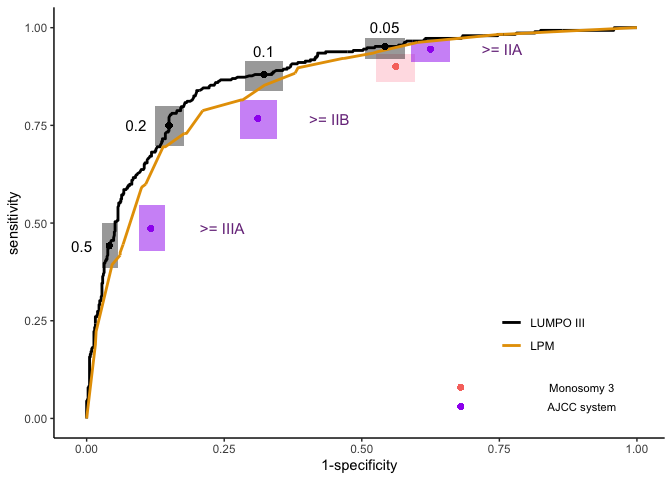 0.05
1.00
>= IIA
0.1
0.75
0.2
>= IIB
sensitivity
0.50
>= IIIA
0.5
0.25
LUMPO III
LPM
Monosomy 3
AJCC system
0.00
0.00 0.25 0.50 0.75 1.00
1-specificity